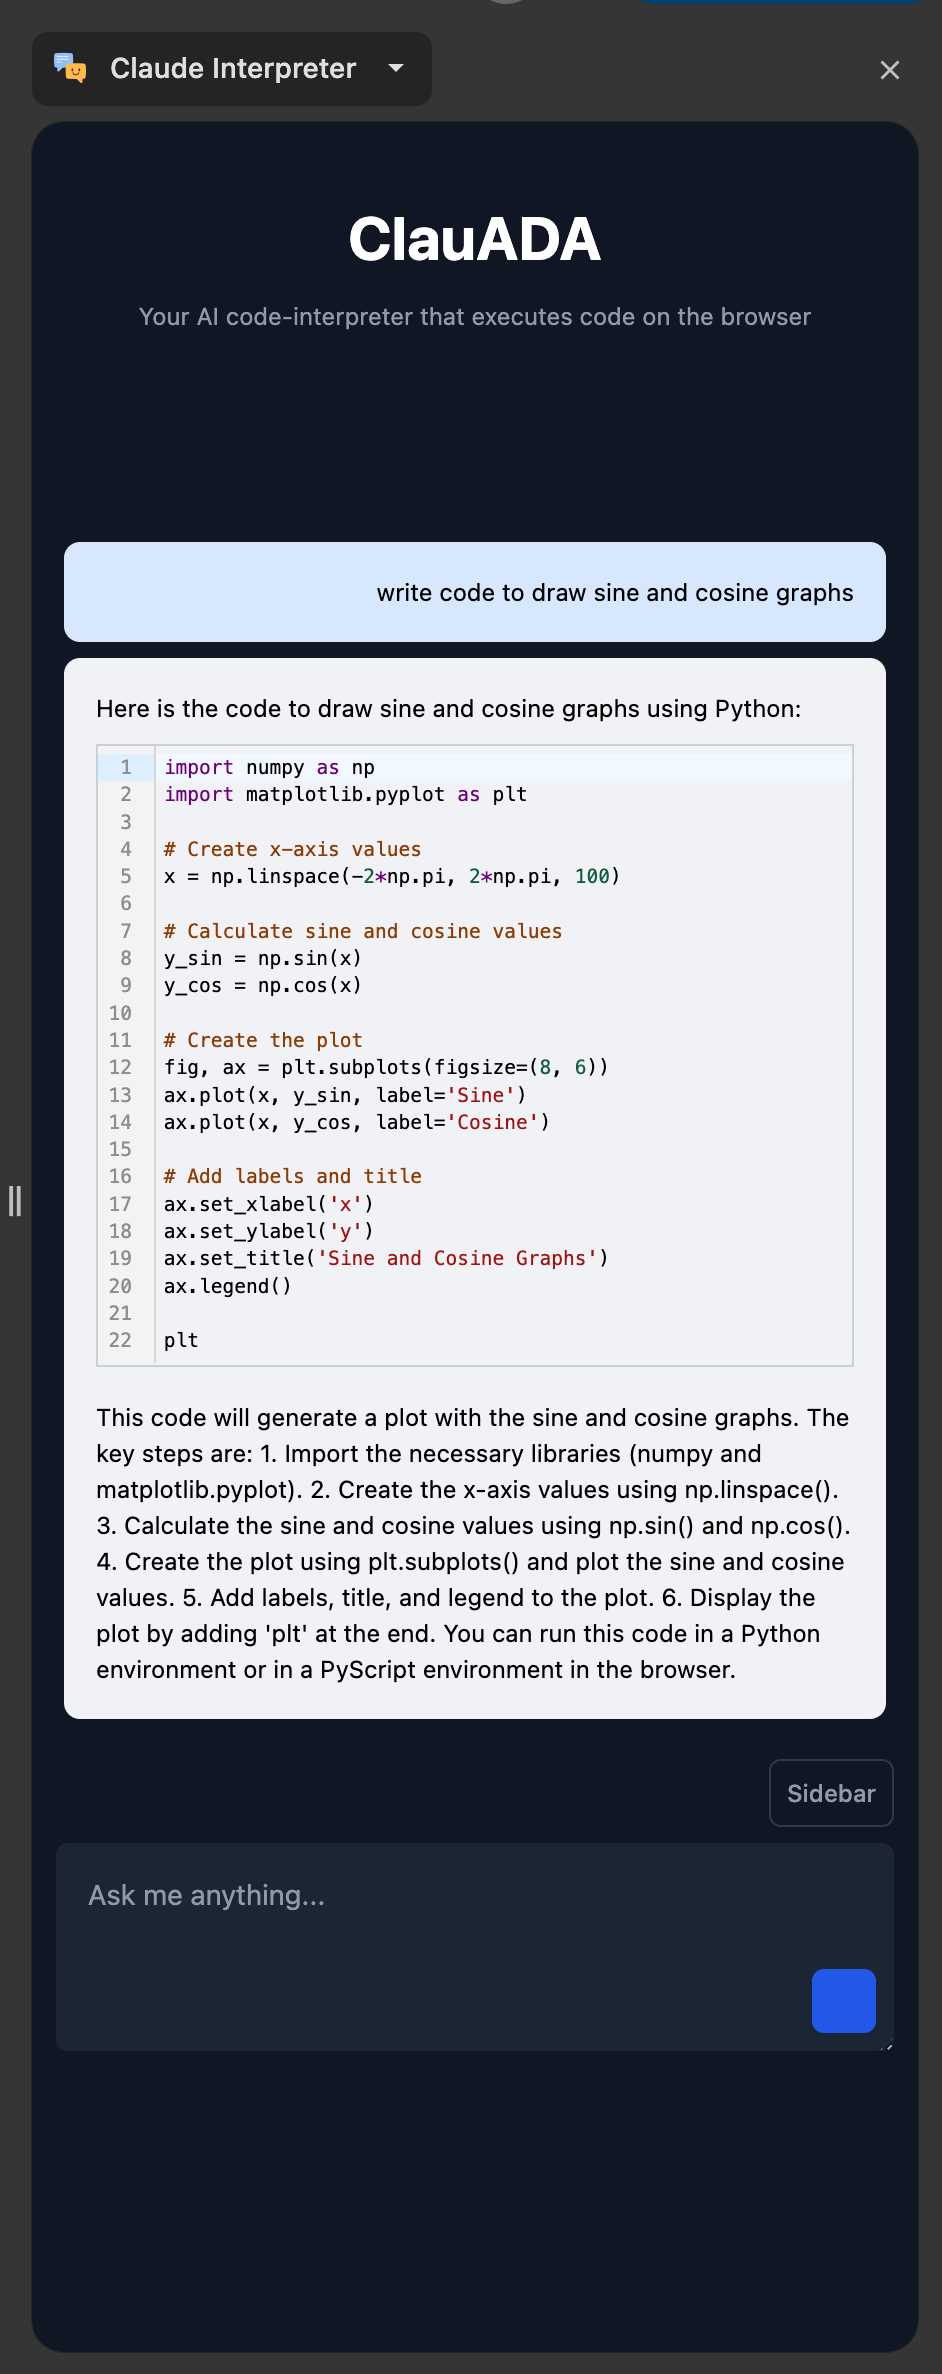 Claude Interpreter
ClauADA
Your AI code-interpreter that executes code on the browser
write code to draw sine and cosine graphs
Here is the code to draw sine and cosine graphs using Python:
1 import numpy as np
2 import matplotlib.pyplot as plt
3
4 # Create x-axis values
5 x = np.linspace(-2*np.pi, 2*np.pi, 100)
6
7 # Calculate sine and cosine values
8 y_sin = np.sin(x)
9 y_cos = np.cos(x)
10
11 # Create the plot
12 fig, ax = plt.subplots(figsize=(8, 6))
13 ax.plot(x, y_sin, label='Sine')
14 ax.plot(x, y_cos, label='Cosine')
15
16 # Add labels and title
17 ax.set_xlabel('x')
18 ax.set_ylabel('y')
19 ax.set_title('Sine and Cosine Graphs')
20 ax.legend()
21
22 plt
This code will generate a plot with the sine and cosine graphs. The
key steps are: 1. Import the necessary libraries (numpy and
matplotlib.pyplot). 2. Create the x-axis values using np.linspace().
3. Calculate the sine and cosine values using np.sin() and np.cos().
4. Create the plot using plt.subplots() and plot the sine and cosine
values. 5. Add labels, title, and legend to the plot. 6. Display the
plot by adding 'plt' at the end. You can run this code in a Python
environment or in a PyScript environment in the browser.
Sidebar
Ask me anything...